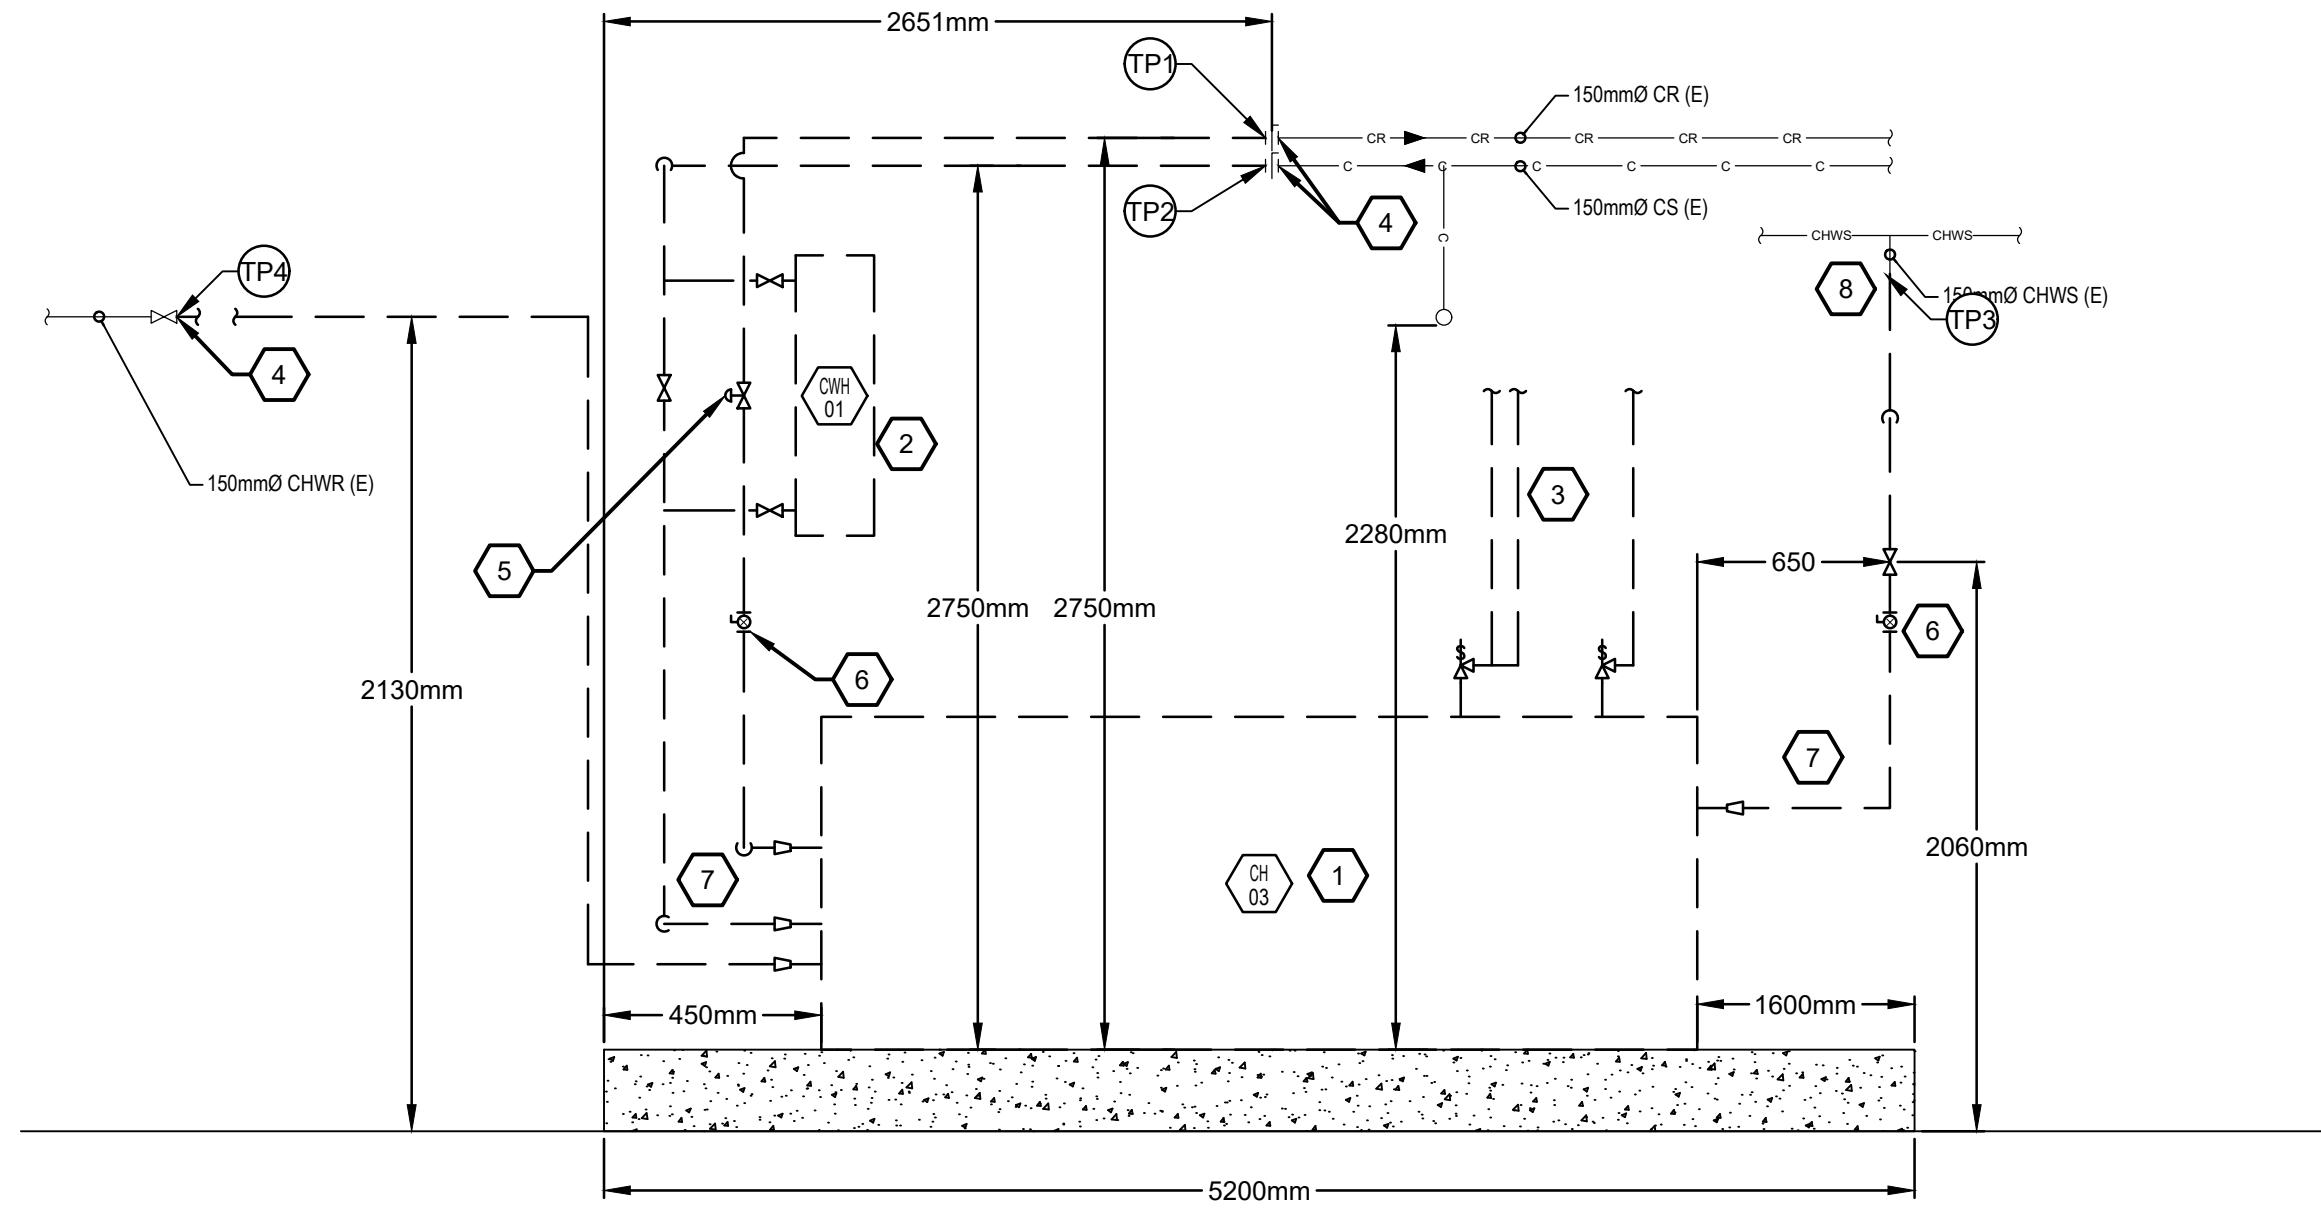 2651mm
TP1
150mmØ CR (E)
CR CR CR CR CR
C C C C C C
TP2
4
150mmØ CS (E)
C
CHWS CHWS
TP4
8
150mmØ CHWS (E)
TP3
4
CWH
01
2
150mmØ CHWR (E)
3
2280mm
5
650
2750mm 2750mm
6
6
2130mm
S S
7
2060mm
7
CH
03
1
450mm
1600mm
5200mm